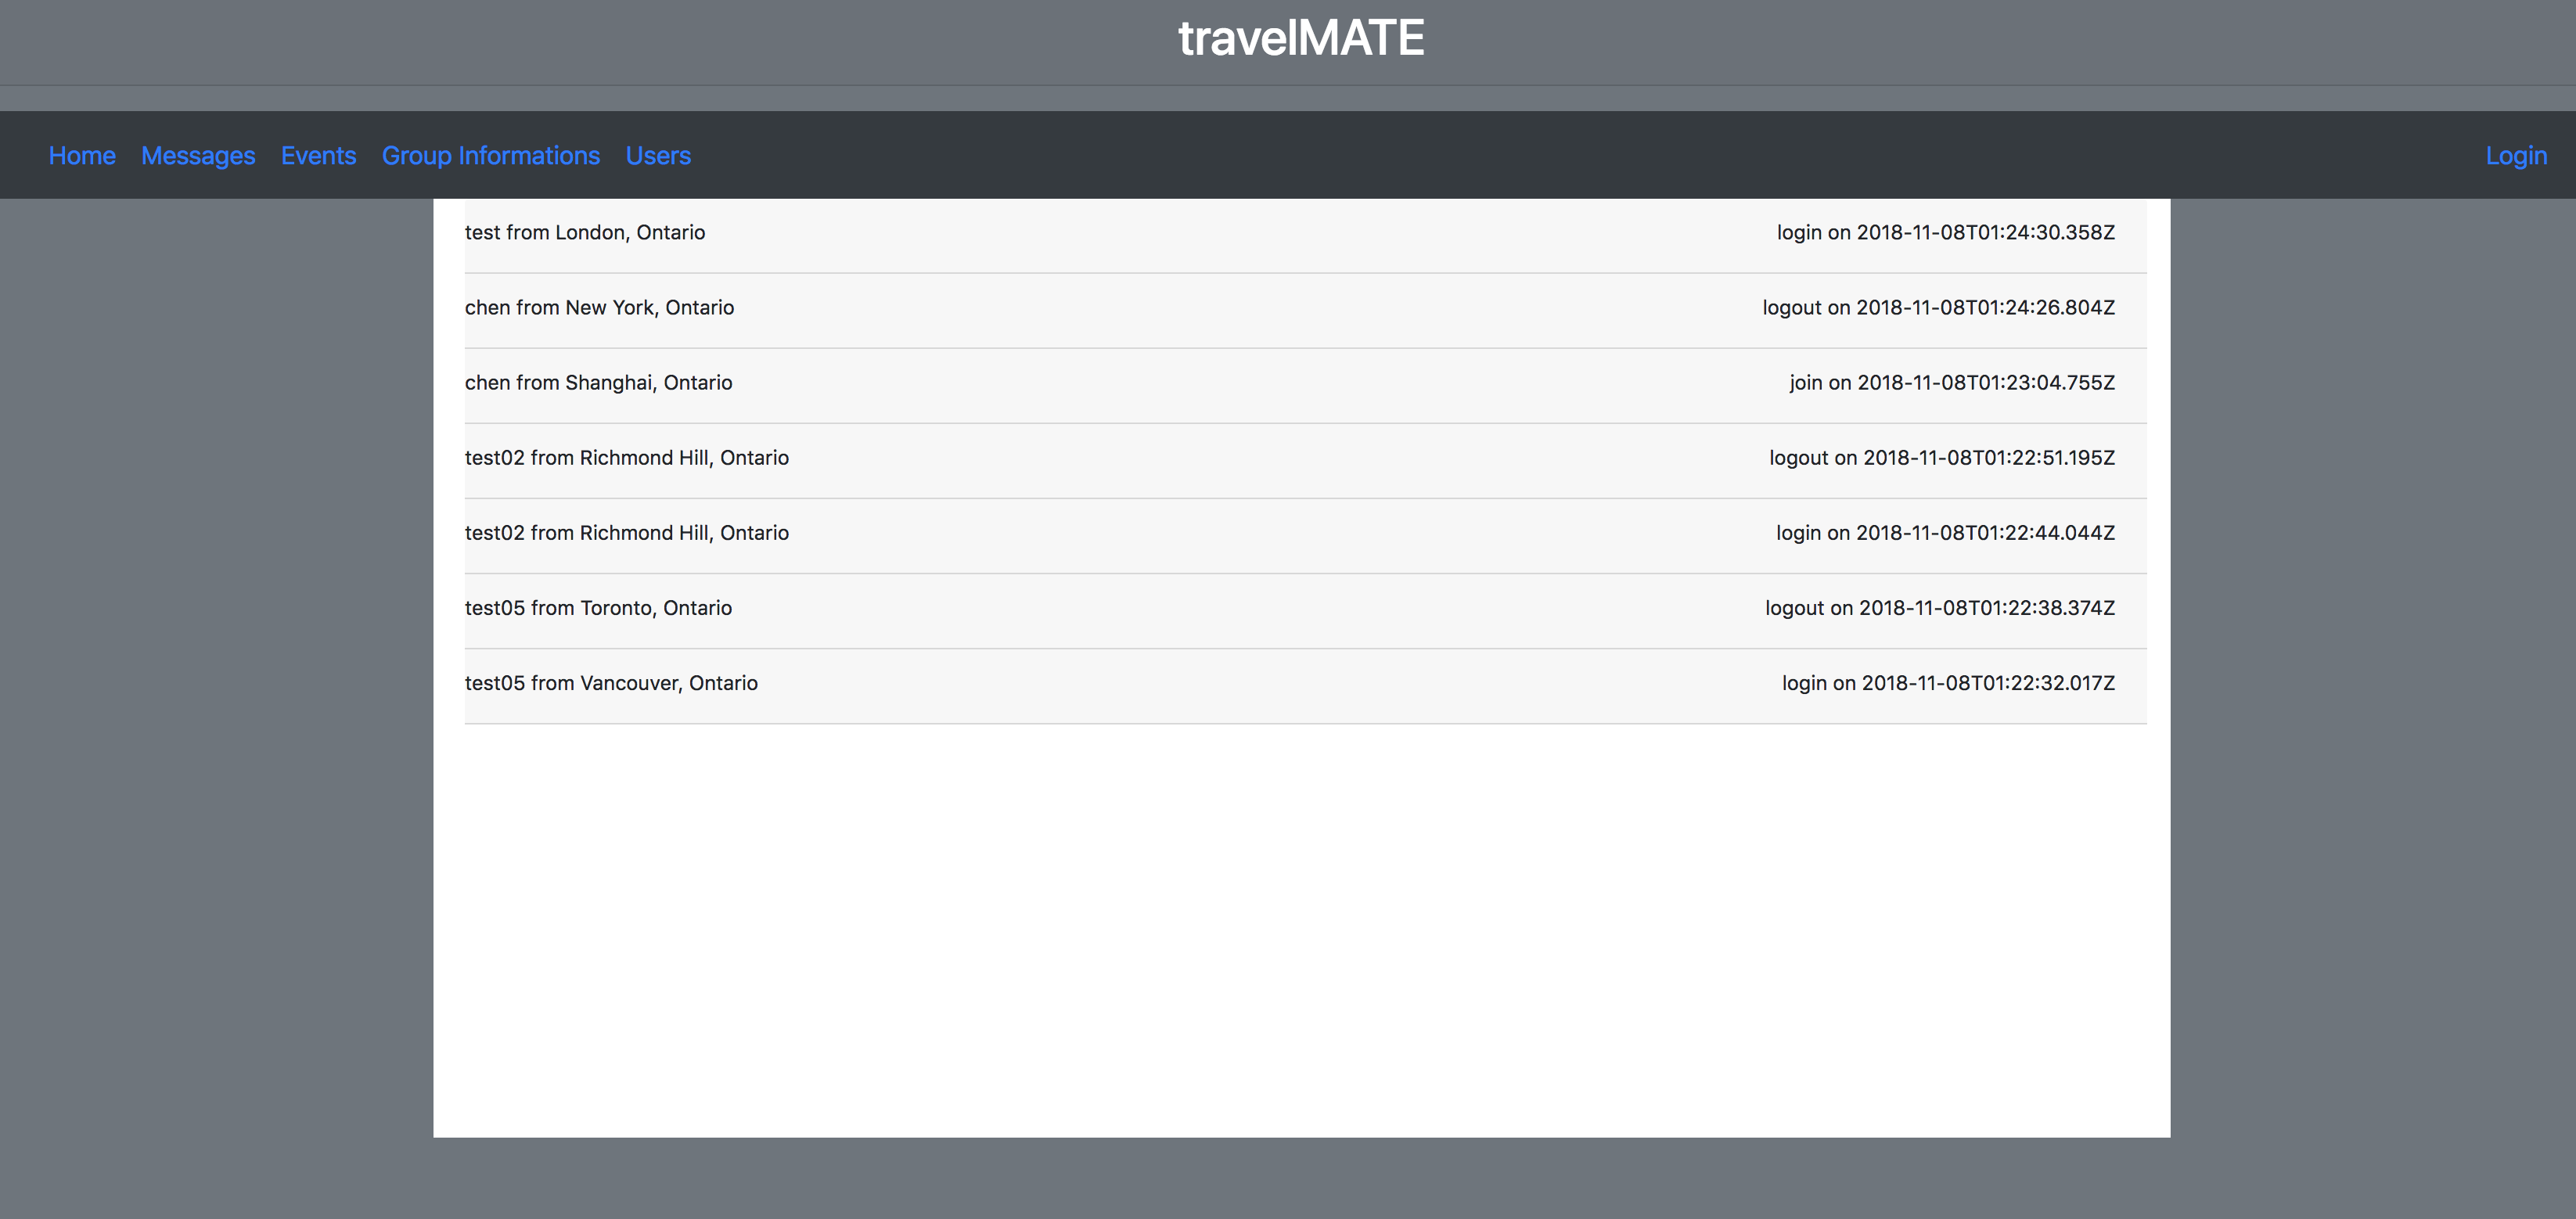 travelMATE
Home Messages Events Group Informations Users Login
test from London, Ontario login on 2018-11-08T01:24:30.358Z
chen from New York, Ontario logout on 2018-11-08T01:24:26.804Z
chen from Shanghai, Ontario join on 2018-11-08T01:23:04.755Z
test02 from Richmond Hill, Ontario logout on 2018-11-08T01:22:51.195Z
test02 from Richmond Hill, Ontario login on 2018-11-08T01:22:44.044Z
test05 from Toronto, Ontario logout on 2018-11-08T01:22:38.374Z
test05 from Vancouver, Ontario login on 2018-11-08T01:22:32.017Z